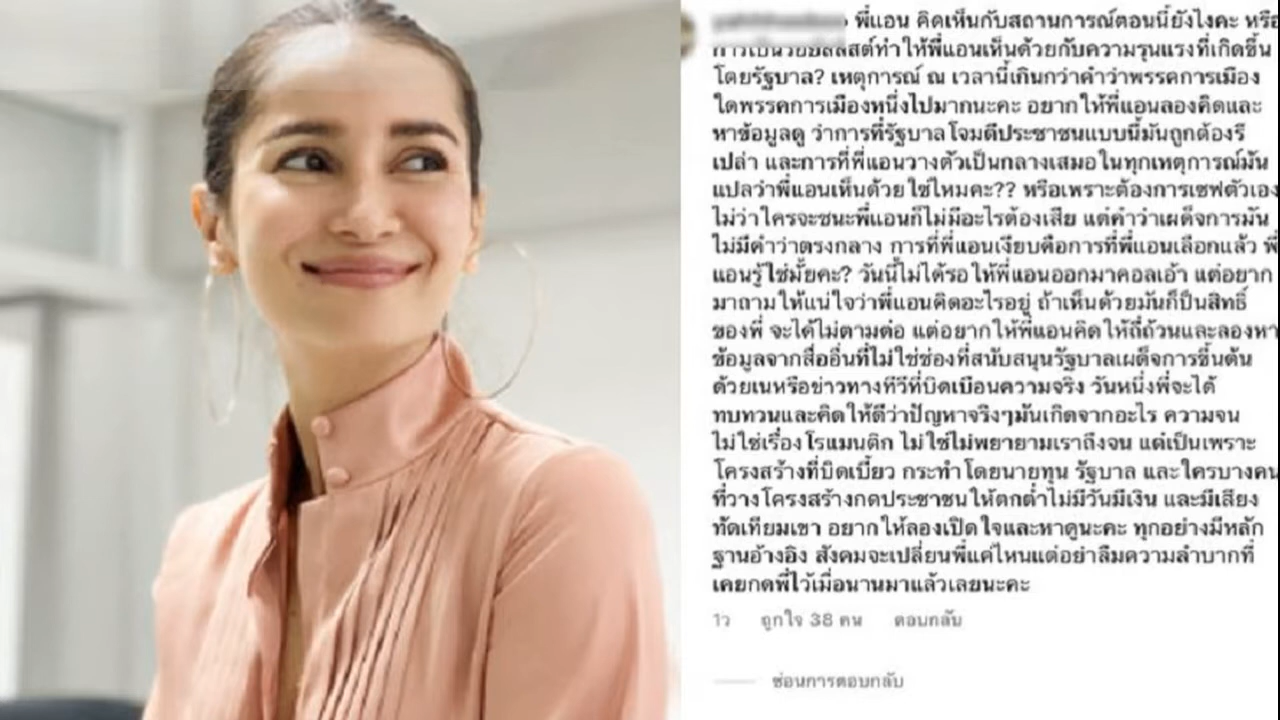 พี่แอน คิดเห็นกับสถานการณ์ตอนนี้ยังไงคะ หรือ
การเป็นรอยัลลิสต์ทำให้พี่แอนเห็นด้วยกับความรุนแรงที่เกิดขึ้น
โดยรัฐบาล? เหตุการณ์ ณ เวลานี้เกินกว่าคำว่าพรรคการเมือง
ใดพรรคการเมืองหนึ่งไปมากนะคะ อยากให้พี่แอนลองคิดและ
หาข้อมูลดู ว่าการที่รัฐบาลโจมตีประชาชนแบบนี้มันถูกต้องรึ
เปล่า และการที่พี่แอนวางตัวเป็นกลางเสมอในทุกเหตุการณ์มัน
แปลว่าพี่แอนเห็นด้วยใช่ไหมคะ?? หรือเพราะต้องการเซฟตัวเอง
ไม่ว่าใครจะชนะพี่แอนก็ไม่มีอะไรต้องเสีย แต่คำว่าเผด็จการมัน
ไม่มีคำว่าตรงกลาง การที่พี่แอนเงียบคือการที่พี่แอนเลือกแล้ว พี่
แอนรู้ใช่มั้ยคะ? วันนี้ไม่ได้รอให้พี่แอนออกมาคอลเอ้า แต่อยาก
มาถามให้แน่ใจว่าพี่แอนคิดอะไรอยู่ ถ้าเห็นด้วยมันก็ป็นสิทธิ์
ของพี่ จะได้ไม่ตามต่อ แต่อยากให้พี่แอนคิดให้ถี่ถ้วนและลองหา
ข้อมูลจากสื่ออื่นที่ไม่ใช่ช่องที่สนับสนุนรัฐบาลเผด็จการขึ้นต้น
ด้วยเนหรือข่าวทางทีวีที่บิดเบือนความจริง วันหนึ่งพี่จะได้
ทบทวนและคิดให้ดีว่าปัญหาจริงๆมันเกิดจากอะไร ความจน
ไม่ใช่เรื่องโรแมนติก ไม่ใช่ไม่พยายามเราถึงจน แต่เป็นเพราะ
โครงสร้างที่บิดเบี้ยว กระทำโดยนายทุน รัฐบาล และใครบางคน
ที่วางโครงสร้างกดประชาชนให้ตกต่ำไม่มีวันมีเงิน และมีเสียง
ทัดเทียมเขา อยากให้ลองเปิดใจและหาดูนะคะ ทุกอย่างมีหลัก
ฐานอ้างอิง สังคมจะเปลี่ยนพี่แค่ไหนแต่อย่าลืมความลำบากที่
เคยกดพี่ไว้เมื่อนานมาแล้วเลยนะคะ
1ว ถูกใจ 38 คน ตอบกลับ
ซ่อนการตอบกลับ